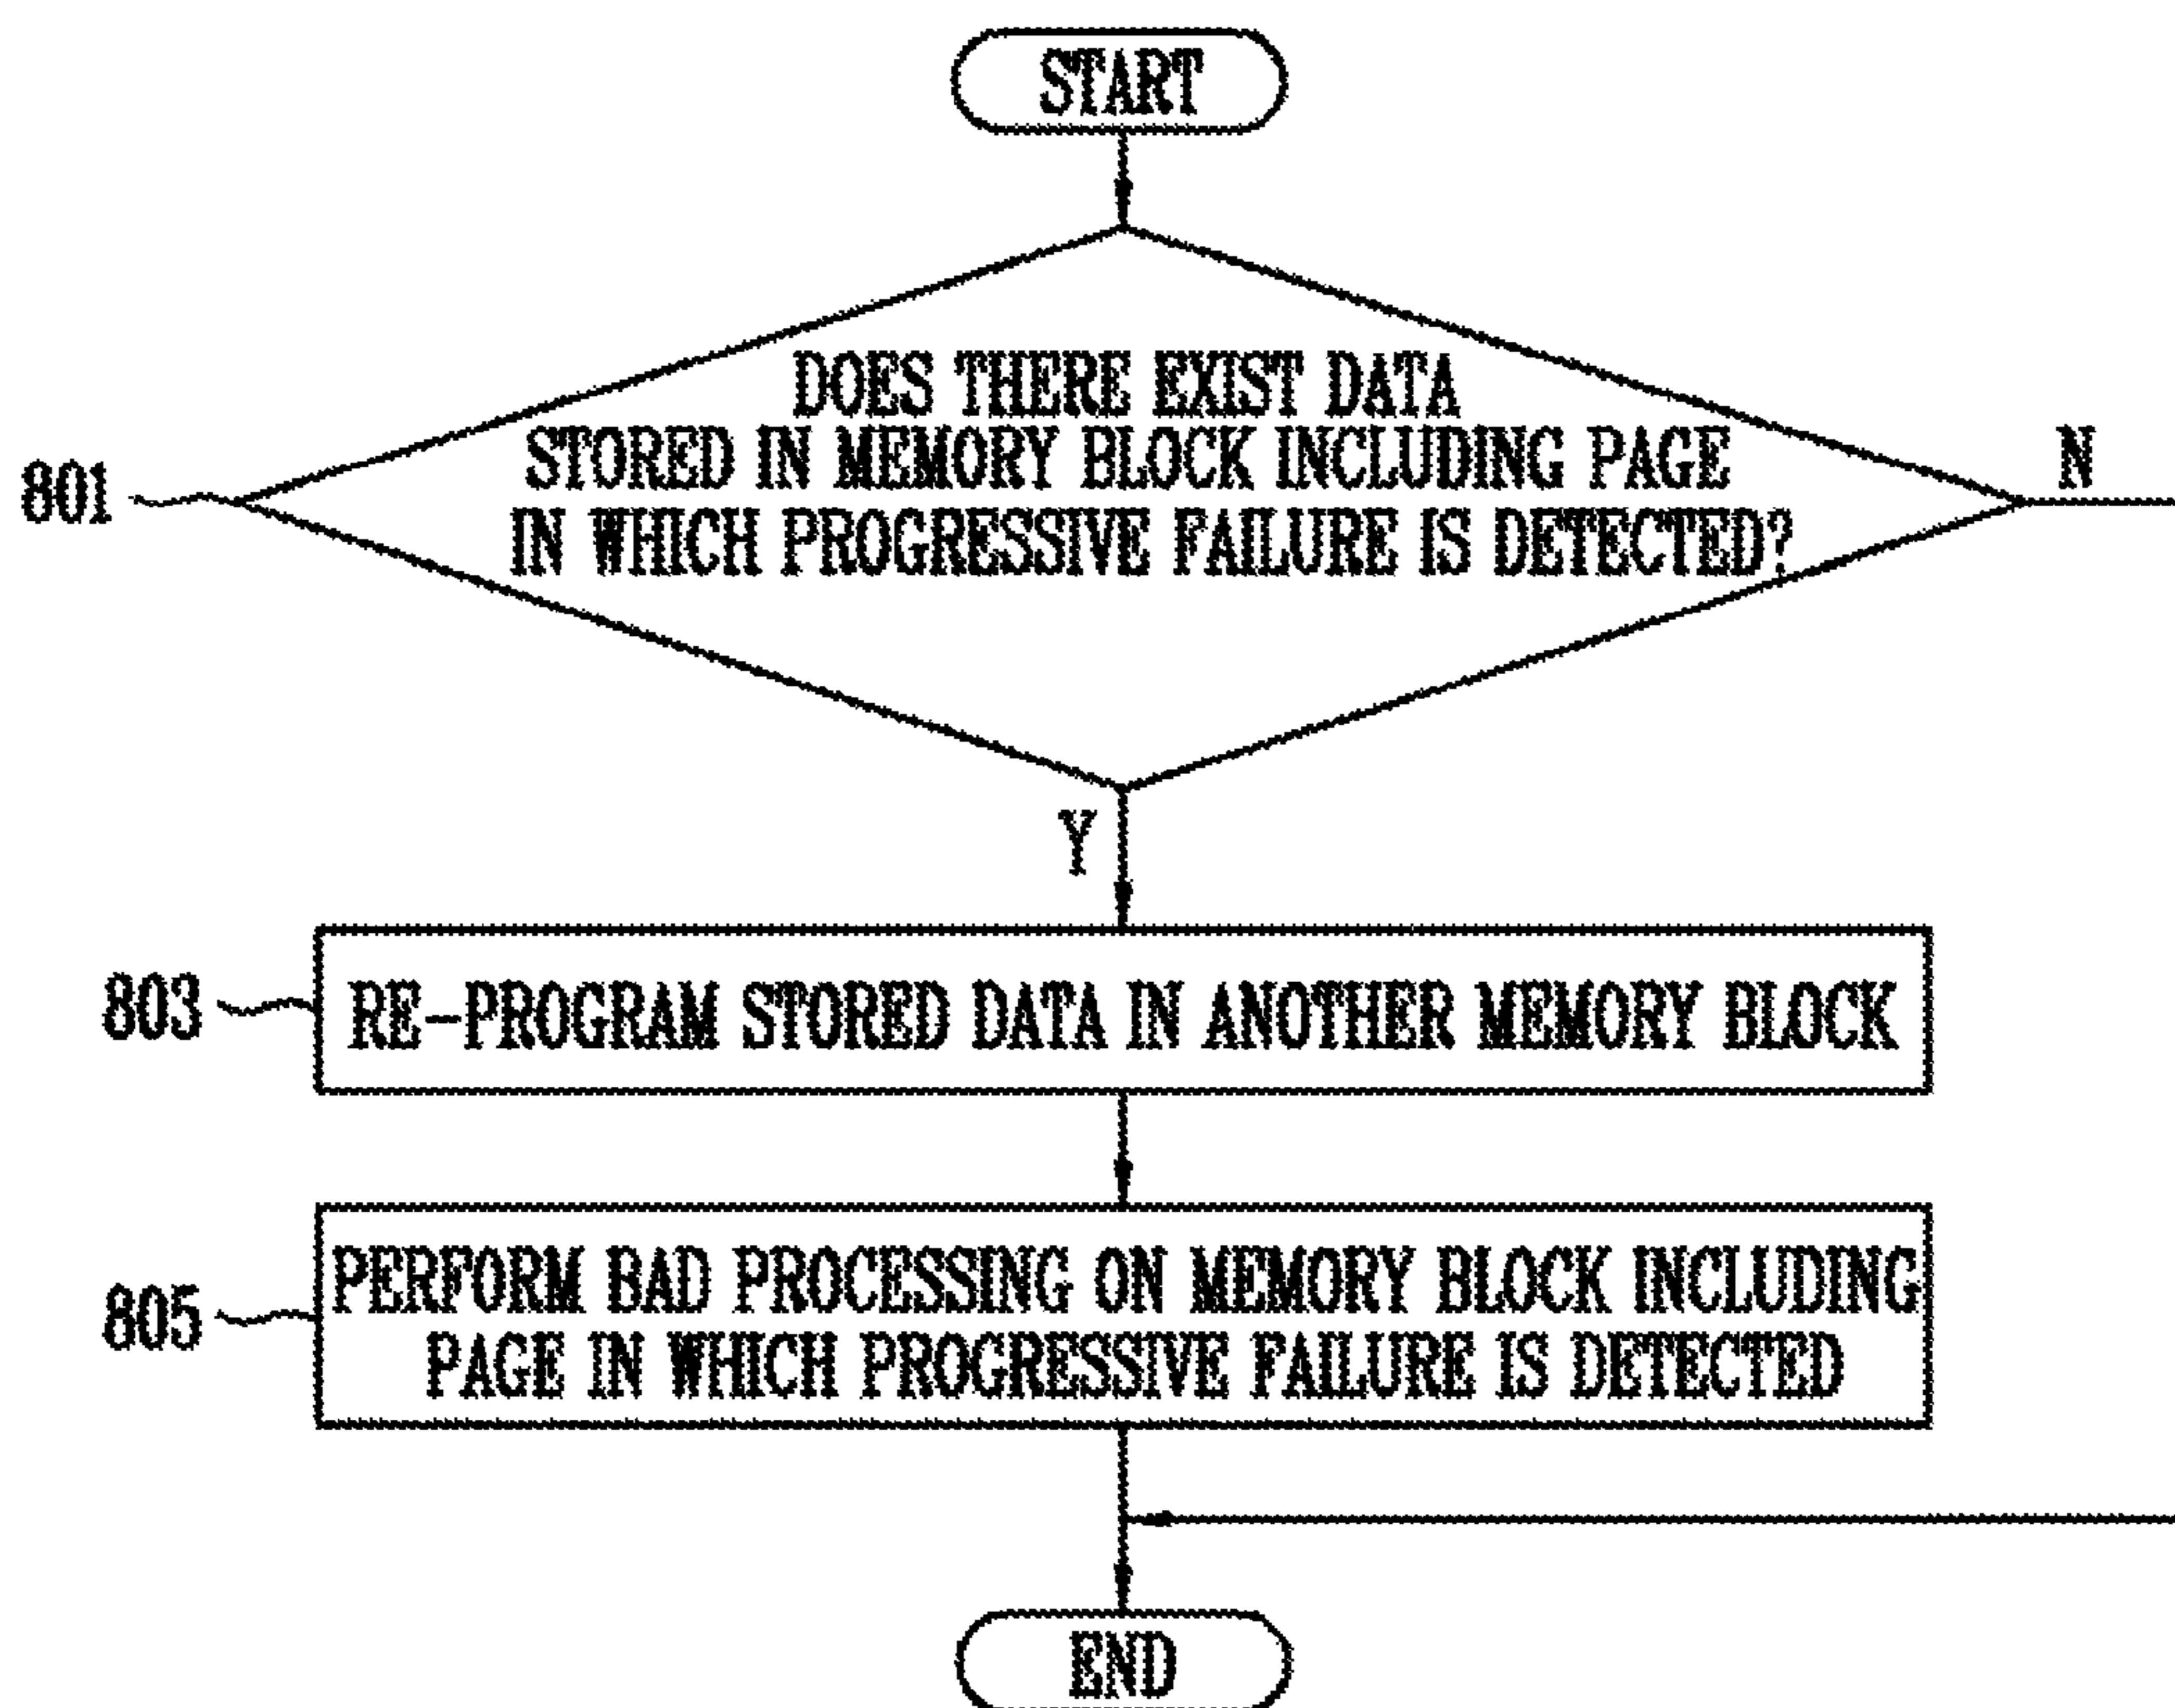 START
DOES THERE EXIST DATA
STORED IN MEMORY BLOCK INCLUDING PAGE
IN WHICH PROGRESSIVE FAILURE IS DETECTED?
801
N
Y
803
RE-PROGRAM STORED DATA IN ANOTHER MEMORY BLOCK
805
PERFORM BAD PROCESSING ON MEMORY BLOCK INCLUDING
PAGE IN WHICH PROGRESSIVE FAILURE IS DETECTED
END